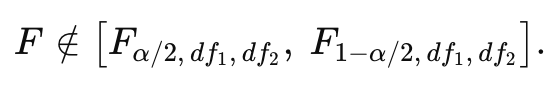 F ∉ [F_{α/2, df_1, df_2}, F_{1−α/2, df_1, df_2}].